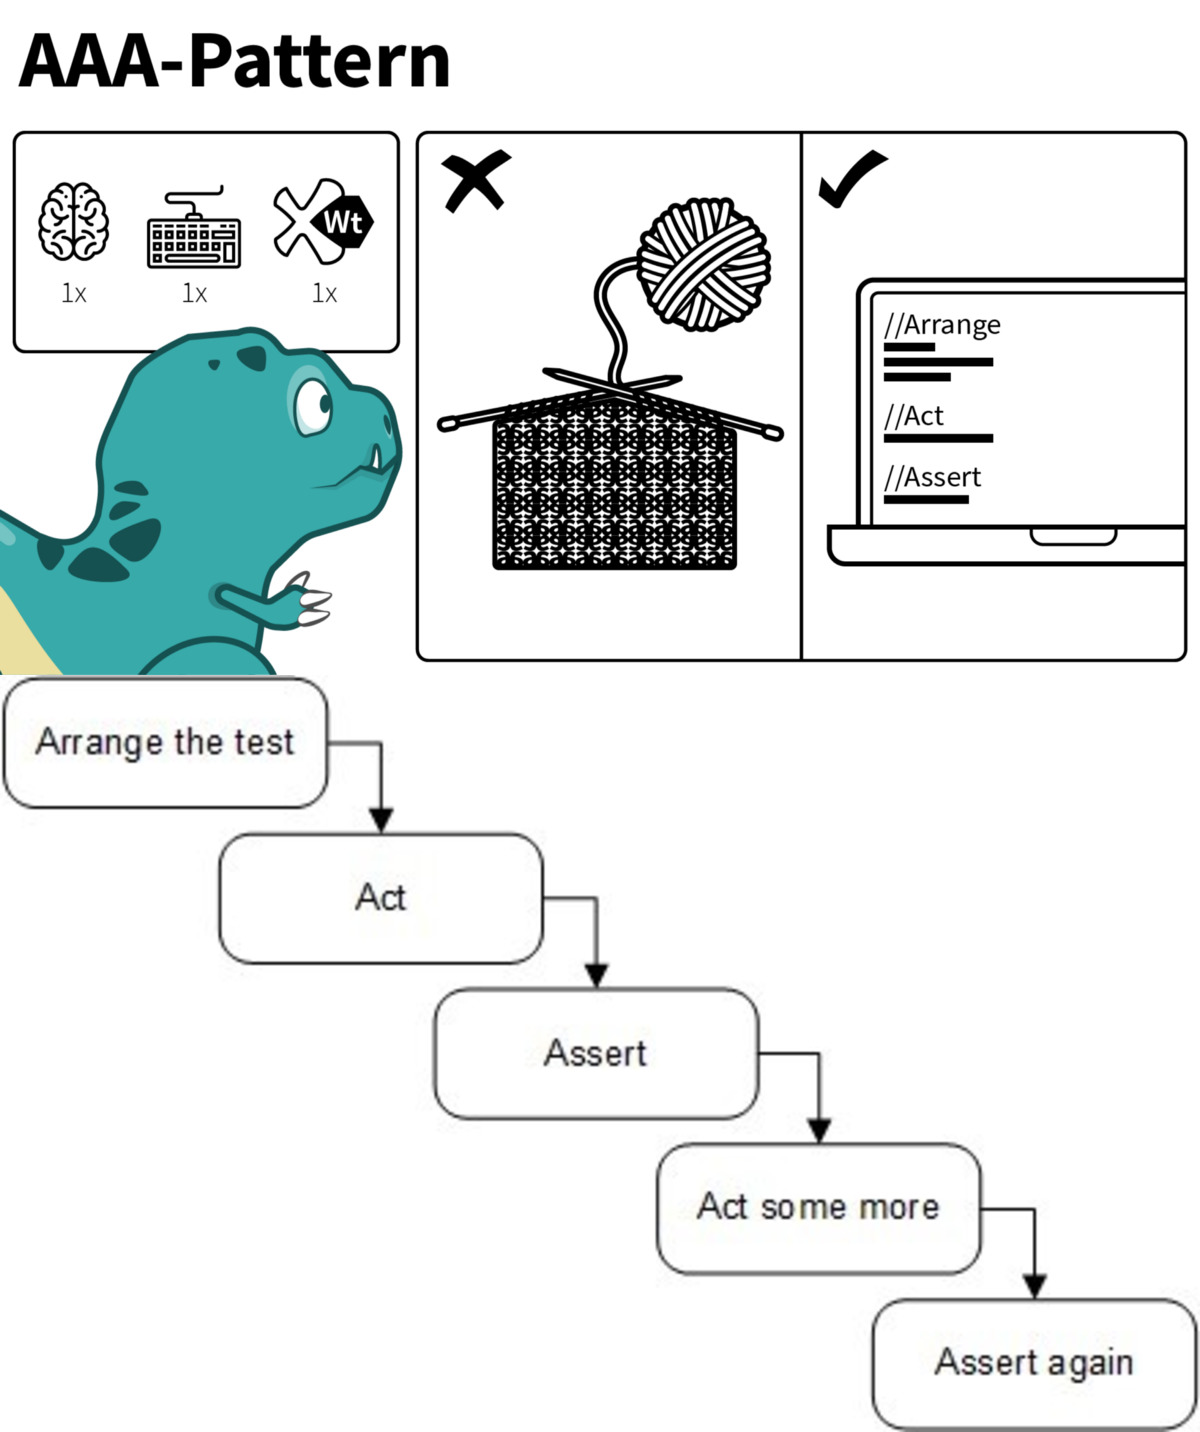 AAA-Pattern
Wt
1x
1x
1x
//Arrange
//Act
//Assert
Arrange the test
Act
Assert
Act some more
Assert again